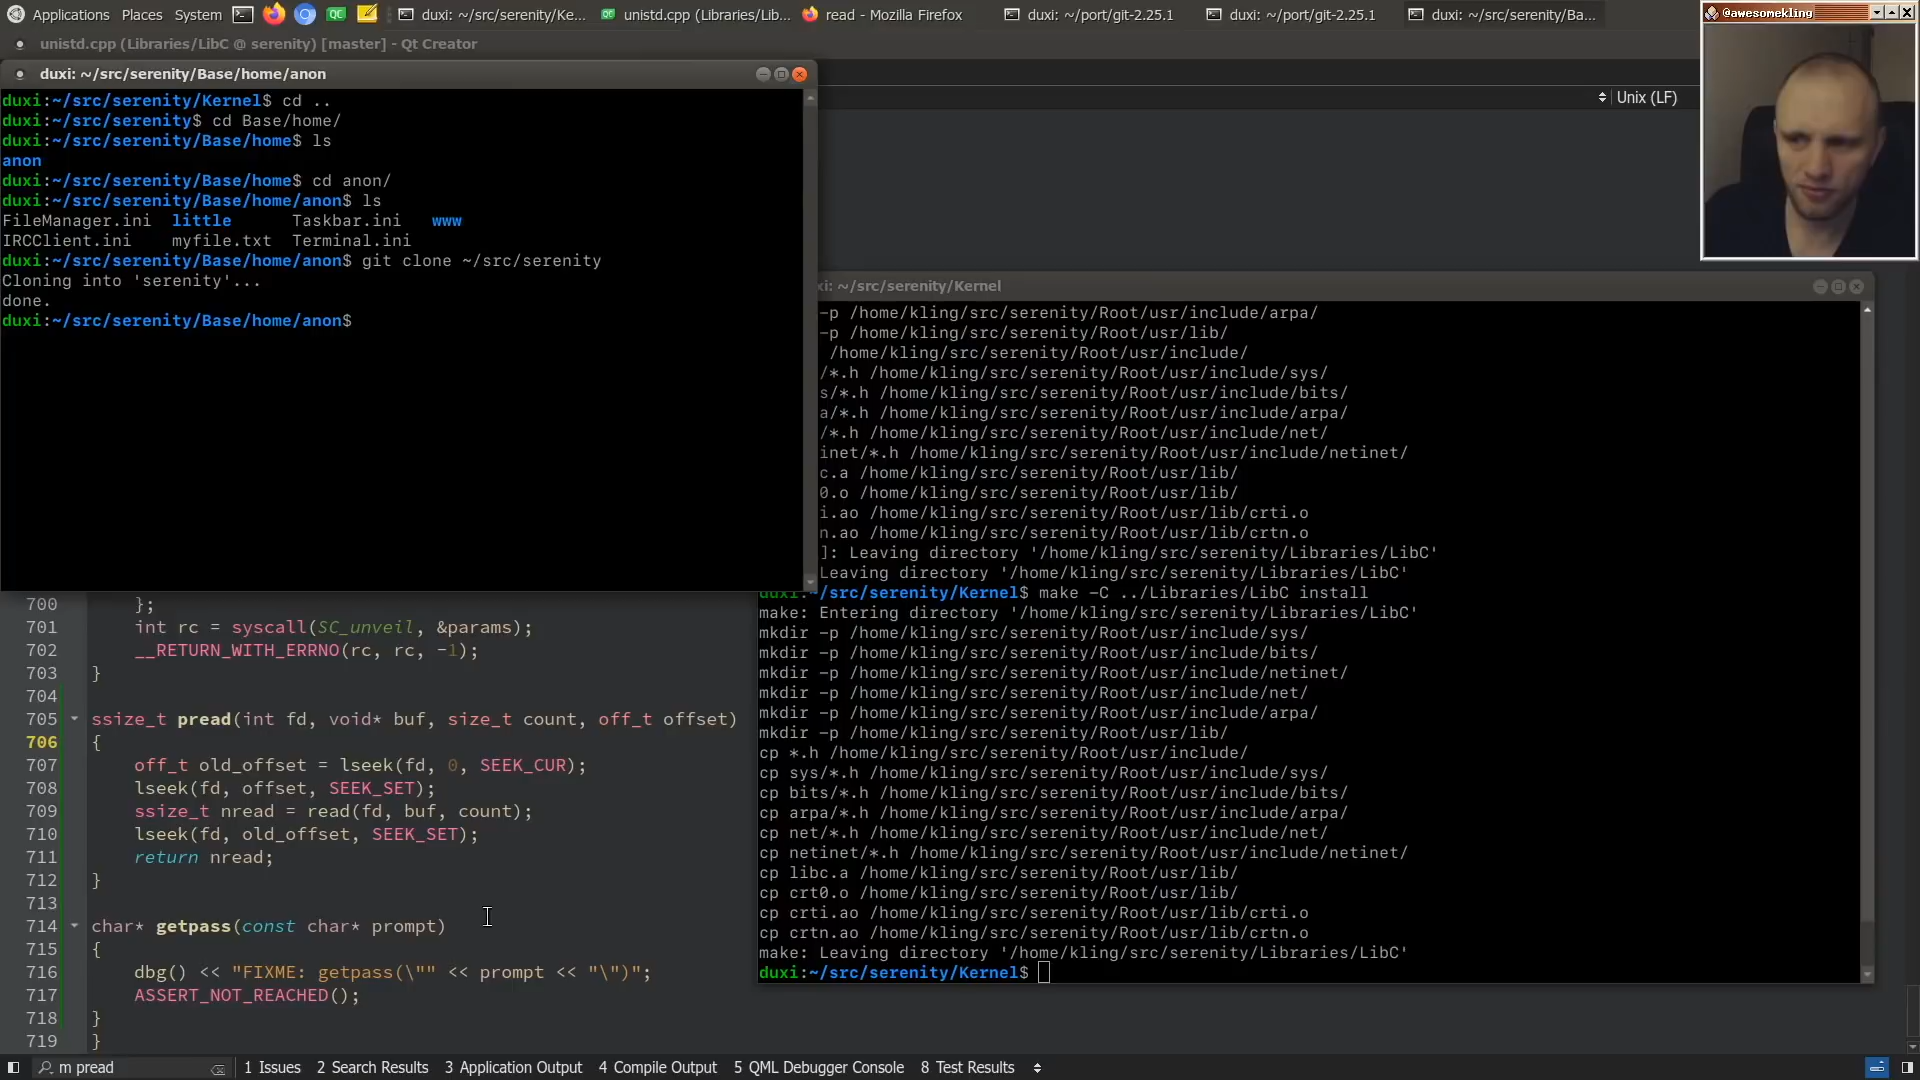 Applications Places System duxi: ~/src/serenity/Ke... unistd.cpp (Libraries/Lib... read - Mozilla Firefox duxi: ~/port/git-2.25.1 duxi: ~/port/git-2.25.1 duxi: ~/src/serenity/Ba...
@awesomekling
unistd.cpp (Libraries/LibC @ serenity) [master] - Qt Creator
Unix (LF)
duxi: ~/src/serenity/Base/home/anon
duxi:~/src/serenity/Kernel$ cd ..
duxi:~/src/serenity$ cd Base/home/
duxi:~/src/serenity/Base/home$ ls
anon
duxi:~/src/serenity/Base/home$ cd anon/
duxi:~/src/serenity/Base/home/anon$ ls
FileManager.ini little Taskbar.ini www
IRCClient.ini myfile.txt Terminal.ini
duxi:~/src/serenity/Base/home/anon$ git clone ~/src/serenity
Cloning into 'serenity'...
done.
duxi:~/src/serenity/Base/home/anon$
xi: ~/src/serenity/Kernel
-p /home/kling/src/serenity/Root/usr/include/arpa/
-p /home/kling/src/serenity/Root/usr/lib/
/home/kling/src/serenity/Root/usr/include/
/*.h /home/kling/src/serenity/Root/usr/include/sys/
s/*.h /home/kling/src/serenity/Root/usr/include/bits/
a/*.h /home/kling/src/serenity/Root/usr/include/arpa/
/*.h /home/kling/src/serenity/Root/usr/include/net/
inet/*.h /home/kling/src/serenity/Root/usr/include/netinet/
c.a /home/kling/src/serenity/Root/usr/lib/
0.o /home/kling/src/serenity/Root/usr/lib/
i.ao /home/kling/src/serenity/Root/usr/lib/crti.o
n.ao /home/kling/src/serenity/Root/usr/lib/crtn.o
]: Leaving directory '/home/kling/src/serenity/Libraries/LibC'
Leaving directory '/home/kling/src/serenity/Libraries/LibC'
duxi:~/src/serenity/Kernel$ make -C ../Libraries/LibC install
make: Entering directory '/home/kling/src/serenity/Libraries/LibC'
mkdir -p /home/kling/src/serenity/Root/usr/include/sys/
mkdir -p /home/kling/src/serenity/Root/usr/include/bits/
mkdir -p /home/kling/src/serenity/Root/usr/include/netinet/
mkdir -p /home/kling/src/serenity/Root/usr/include/net/
mkdir -p /home/kling/src/serenity/Root/usr/include/arpa/
mkdir -p /home/kling/src/serenity/Root/usr/lib/
cp *.h /home/kling/src/serenity/Root/usr/include/
cp sys/*.h /home/kling/src/serenity/Root/usr/include/sys/
cp bits/*.h /home/kling/src/serenity/Root/usr/include/bits/
cp arpa/*.h /home/kling/src/serenity/Root/usr/include/arpa/
cp net/*.h /home/kling/src/serenity/Root/usr/include/net/
cp netinet/*.h /home/kling/src/serenity/Root/usr/include/netinet/
cp libc.a /home/kling/src/serenity/Root/usr/lib/
cp crt0.o /home/kling/src/serenity/Root/usr/lib/
cp crti.ao /home/kling/src/serenity/Root/usr/lib/crti.o
cp crtn.ao /home/kling/src/serenity/Root/usr/lib/crtn.o
make: Leaving directory '/home/kling/src/serenity/Libraries/LibC'
duxi:~/src/serenity/Kernel$
700 };
701 int rc = syscall(SC_unveil, &params);
702 __RETURN_WITH_ERRNO(rc, rc, -1);
703 }
704
705 ssize_t pread(int fd, void* buf, size_t count, off_t offset)
706 {
707 off_t old_offset = lseek(fd, 0, SEEK_CUR);
708 lseek(fd, offset, SEEK_SET);
709 ssize_t nread = read(fd, buf, count);
710 lseek(fd, old_offset, SEEK_SET);
711 return nread;
712 }
713
714 char* getpass(const char* prompt)
715 {
716 dbg() << "FIXME: getpass(\"" << prompt << "\")";
717 ASSERT_NOT_REACHED();
718 }
719 }
m pread 1 Issues 2 Search Results 3 Application Output 4 Compile Output 5 QML Debugger Console 8 Test Results